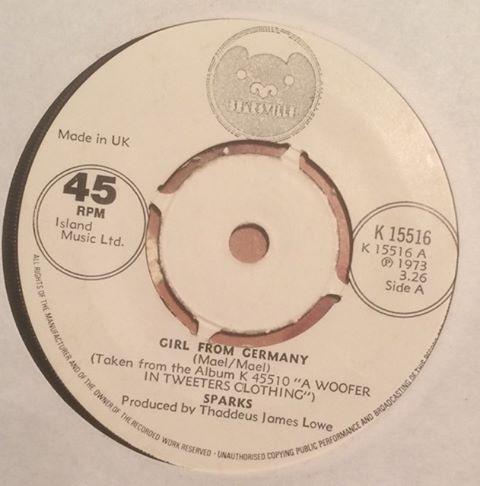 BEARSVILLE
Made in UK
45
RPM
Island
Music Ltd.
K 15516
K 15516 A
Ⓟ 1973
3.26
Side A
GIRL FROM GERMANY
(Mael/Mael)
(Taken from the Album K 45510 "A WOOFER
IN TWEETERS CLOTHING")
SPARKS
Produced by Thaddeus James Lowe
ALL RIGHTS OF THE MANUFACTURER AND OF THE OWNER OF THE RECORDED WORK RESERVED - UNAUTHORISED COPYING PUBLIC PERFORMANCE AND BROADCASTING OF THIS RECORD PROHIBITED